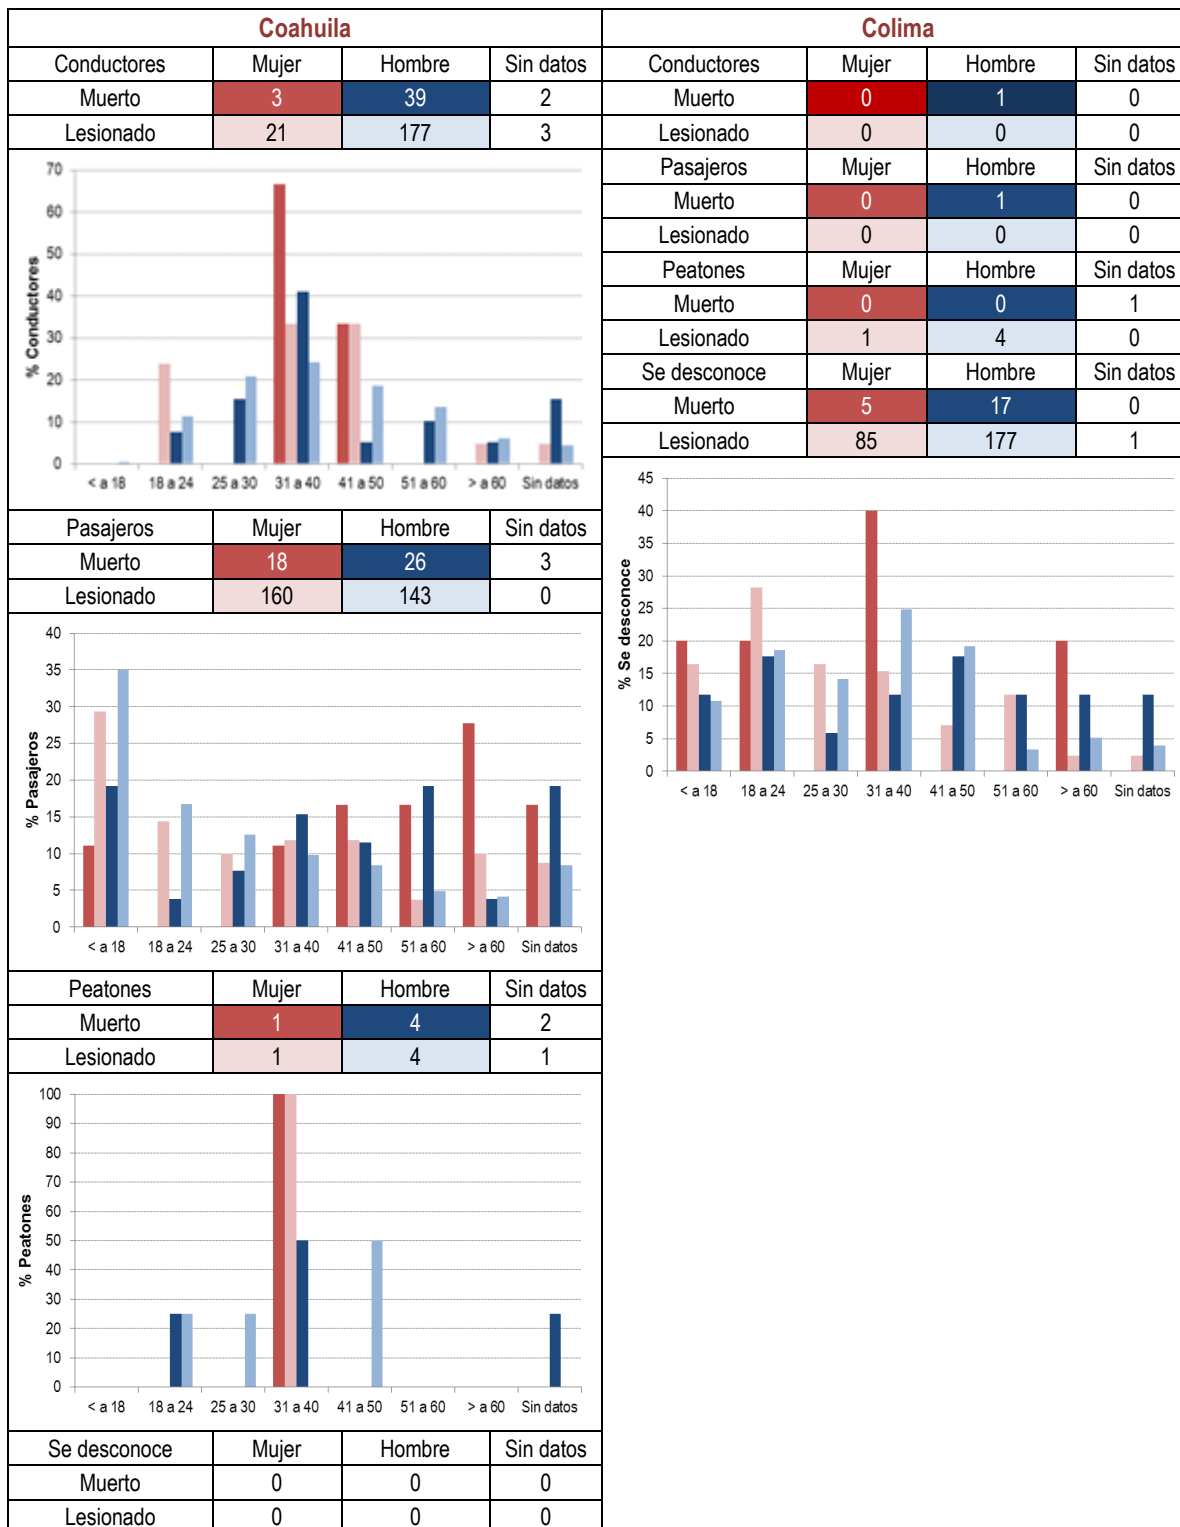 Coahuila
Conductores Mujer Hombre Sin datos
Muerto 3 39 2
Lesionado 21 177 3
70
60
50
40
30
20
10
0
% Conductores
< a 18 18 a 24 25 a 30 31 a 40 41 a 50 51 a 60 > a 60 Sin datos
Pasajeros Mujer Hombre Sin datos
Muerto 18 26 3
Lesionado 160 143 0
40
35
30
25
20
15
10
5
0
% Pasajeros
< a 18 18 a 24 25 a 30 31 a 40 41 a 50 51 a 60 > a 60 Sin datos
Peatones Mujer Hombre Sin datos
Muerto 1 4 2
Lesionado 1 4 1
100
90
80
70
60
50
40
30
20
10
0
% Peatones
< a 18 18 a 24 25 a 30 31 a 40 41 a 50 51 a 60 > a 60 Sin datos
Se desconoce Mujer Hombre Sin datos
Muerto 0 0 0
Lesionado 0 0 0
Colima
Conductores Mujer Hombre Sin datos
Muerto 0 1 0
Lesionado 0 0 0
Pasajeros Mujer Hombre Sin datos
Muerto 0 1 0
Lesionado 0 0 0
Peatones Mujer Hombre Sin datos
Muerto 0 0 1
Lesionado 1 4 0
Se desconoce Mujer Hombre Sin datos
Muerto 5 17 0
Lesionado 85 177 1
45
40
35
30
25
20
15
10
5
0
% Se desconoce
< a 18 18 a 24 25 a 30 31 a 40 41 a 50 51 a 60 > a 60 Sin datos